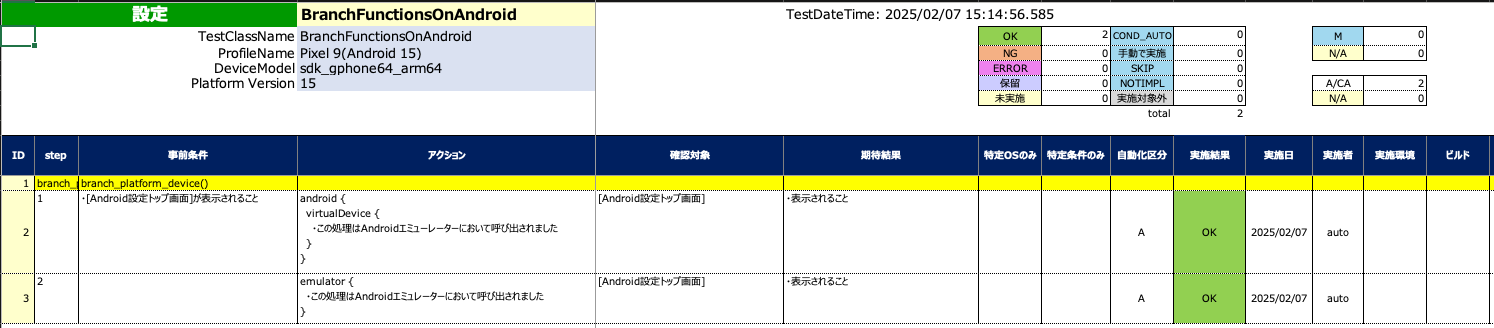 設定 BranchFunctionsOnAndroid TestDateTime: 2025/02/07 15:14:56.585
TestClassName BranchFunctionsOnAndroid OK 2 COND_AUTO 0 M 0
ProfileName Pixel 9(Android 15) NG 0 手動で実施 0 N/A 0
DeviceModel sdk_gphone64_arm64 ERROR 0 SKIP 0
Platform Version 15 保留 0 NOTIMPL 0 A/CA 2
未実施 0 実施対象外 0 N/A 0
total 2
ID step 事前条件 アクション 確認対象 期待結果 特定OSのみ 特定条件のみ 自動化区分 実施結果 実施日 実施者 実施環境 ビルド
1 branch_ branch_platform_device()
2 1 ・[Android設定トップ画面]が表示されること android { [Android設定トップ画面] ・表示されること A OK 2025/02/07 auto
virtualDevice {
・この処理はAndroidエミューレーターにおいて呼び出されました
}
}
3 2 emulator { [Android設定トップ画面] ・表示されること A OK 2025/02/07 auto
・この処理はAndroidエミューレーターにおいて呼び出されました
}